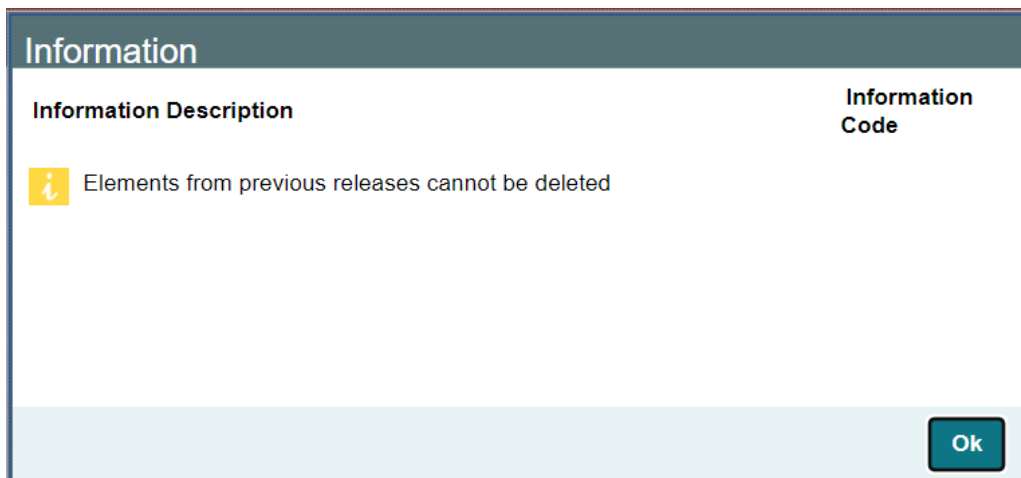 Information
Information Description
Information
Code
i Elements from previous releases cannot be deleted
Ok